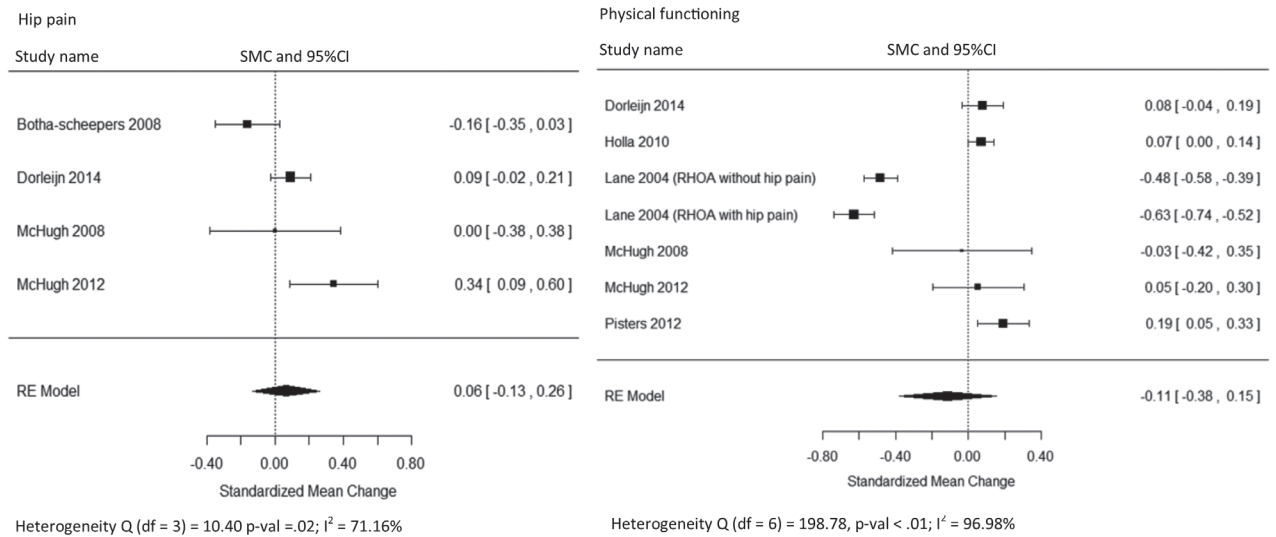 Hip pain
Study name SMC and 95%CI
Botha-scheepers 2008 -0.16 [ -0.35 , 0.03 ]
Dorleijn 2014 0.09 [ -0.02 , 0.21 ]
McHugh 2008 0.00 [ -0.38 , 0.38 ]
McHugh 2012 0.34 [ 0.09 , 0.60 ]
RE Model 0.06 [ -0.13 , 0.26 ]
-0.40 0.00 0.40 0.80
Standardized Mean Change
Heterogeneity Q (df = 3) = 10.40 p-val =.02; I² = 71.16%
Physical functioning
Study name SMC and 95%CI
Dorleijn 2014 0.08 [ -0.04 , 0.19 ]
Holla 2010 0.07 [ 0.00 , 0.14 ]
Lane 2004 (RHOA without hip pain) -0.48 [ -0.58 , -0.39 ]
Lane 2004 (RHOA with hip pain) -0.63 [ -0.74 , -0.52 ]
McHugh 2008 -0.03 [ -0.42 , 0.35 ]
McHugh 2012 0.05 [ -0.20 , 0.30 ]
Pisters 2012 0.19 [ 0.05 , 0.33 ]
RE Model -0.11 [ -0.38 , 0.15 ]
-0.80 -0.40 0.00 0.40
Standardized Mean Change
Heterogeneity Q (df = 6) = 198.78, p-val < .01; I² = 96.98%